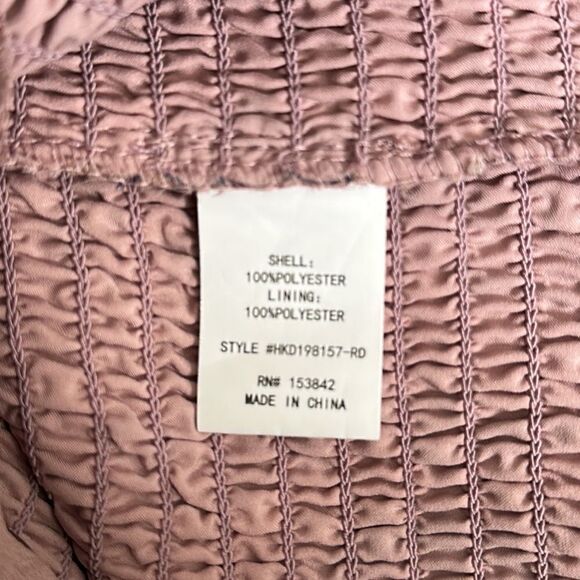 SHELL:
100%POLYESTER
LINING:
100%POLYESTER
STYLE #HKD198157-RD
RN# 153842
MADE IN CHINA